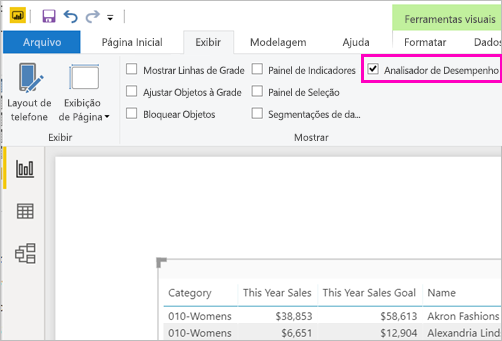 Ferramentas visuais
Arquivo Página Inicial Exibir Modelagem Ajuda Formatar Dados
Mostrar Linhas de Grade Painel de Indicadores Analisador de Desempenho
Ajustar Objetos à Grade Painel de Seleção
Bloquear Objetos Segmentações de da...
Layout de telefone
Exibição de Página
Exibir Mostrar
Category This Year Sales This Year Sales Goal Name
010-Womens $38,853 $58,613 Akron Fashions
010-Womens $6,651 $12,904 Alexandria Lind